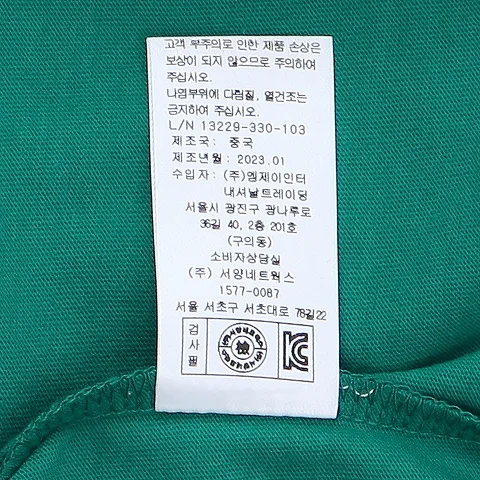 고객 부주의로 인한 제품 손상은
보상이 되지 않으므로 주의하여
주십시오.
나염부위에 다림질, 열건조는
금지하여 주십시오.
L/N 13229-330-103
제조국: 중국
제조년월: 2023.01
수입자: (주)엠제이인터
내셔날트레이딩
서울시 광진구 광나루로
36길 40, 2층 201호
(구의동)
소비자상담실
(주) 서양네트웍스
1577-0087
서울 서초구 서초대로 78길22
검사필
檢